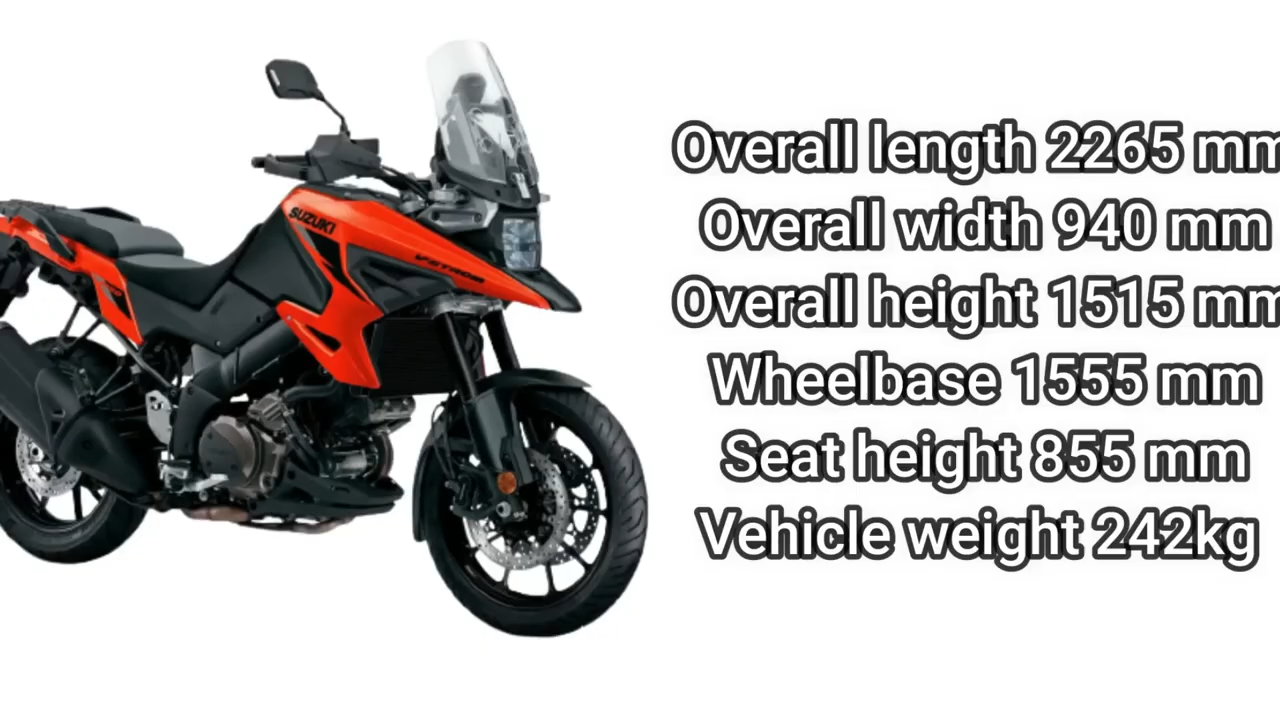 SUZUKI
V-STROM
Overall length 2265 mm
Overall width 940 mm
Overall height 1515 mm
Wheelbase 1555 mm
Seat height 855 mm
Vehicle weight 242kg